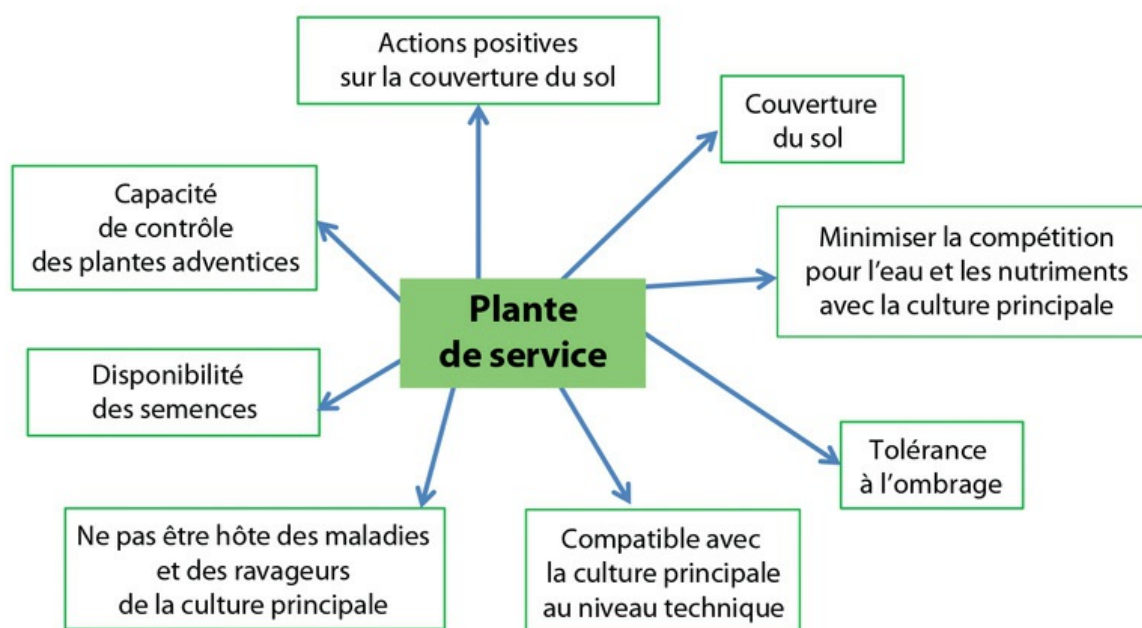 Actions positives
sur la couverture du sol
Couverture
du sol
Capacité
de contrôle
des plantes adventices
Minimiser la compétition
pour l'eau et les nutriments
avec la culture principale
Plante
de service
Disponibilité
des semences
Tolérance
à l'ombrage
Ne pas être hôte des maladies
et des ravageurs
de la culture principale
Compatible avec
la culture principale
au niveau technique